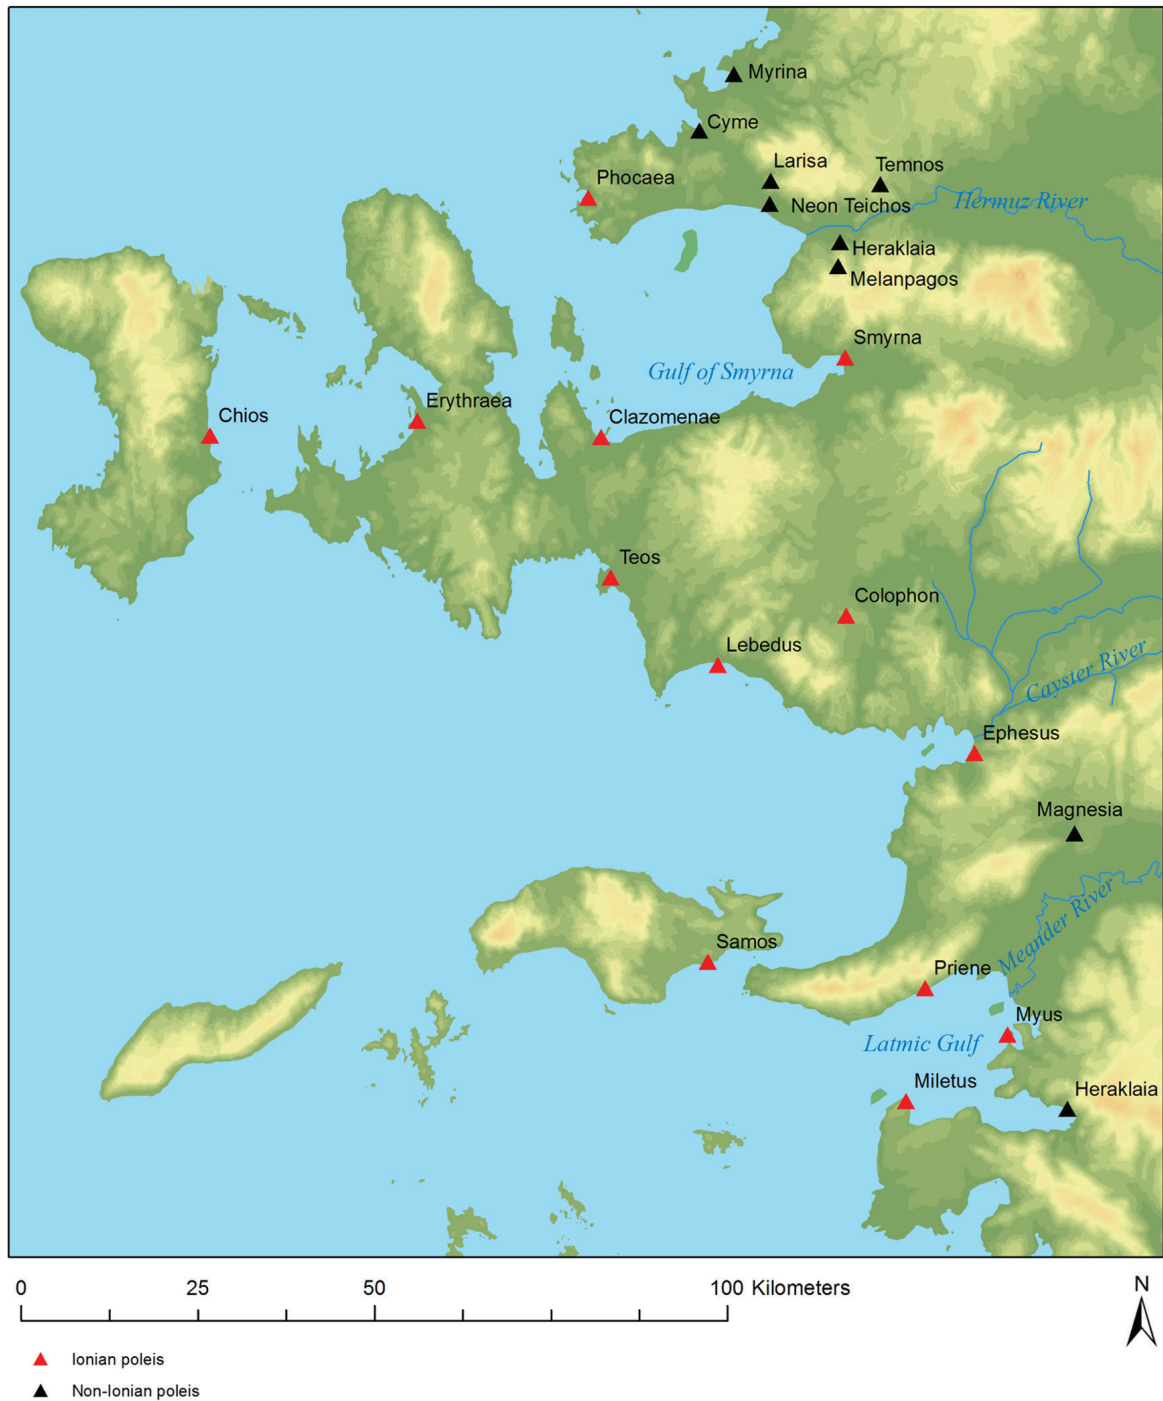 Myrina
Cyme
Larisa
Temnos
Phocaea
Neon Teichos
Hermuz River
Heraklaia
Melanpagos
Smyrna
Gulf of Smyrna
Erythraea
Chios
Clazomenae
Teos
Colophon
Lebedus
Cayster River
Ephesus
Magnesia
Meander River
Samos
Priene
Myus
Latmic Gulf
Miletus
Heraklaia
0 25 50 100 Kilometers
N
Ionian poleis
Non-Ionian poleis